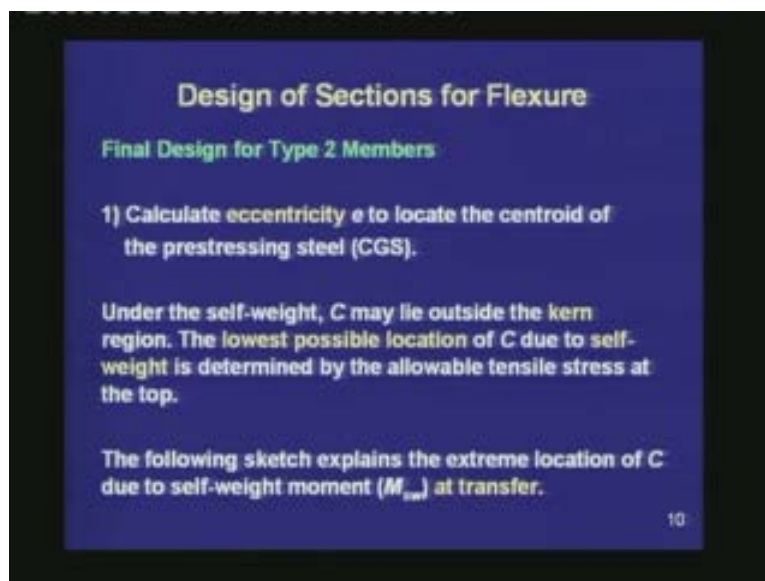 Design of Sections for Flexure
Final Design for Type 2 Members
1) Calculate eccentricity e to locate the centroid of
the prestressing steel (CGS).
Under the self-weight, C may lie outside the kern
region. The lowest possible location of C due to self-
weight is determined by the allowable tensile stress at
the top.
The following sketch explains the extreme location of C
due to self-weight moment (Msw) at transfer.
10